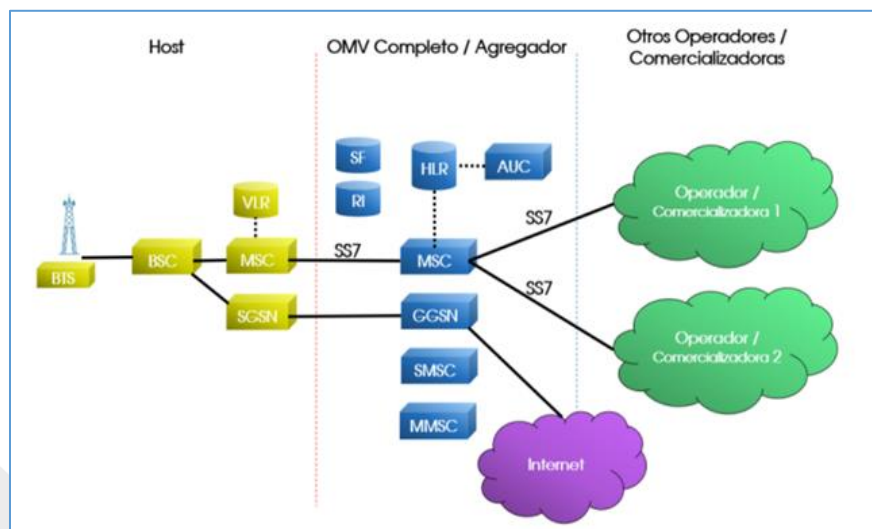 Host
OMV Completo / Agregador
Otros Operadores /
Comercializadoras
SF
RI
HLR
AUC
VLR
BTS
BSC
MSC
SS7
MSC
SS7
SS7
Operador /
Comercializadora 1
SGSN
GGSN
Operador /
Comercializadora 2
SMSC
MMSC
Internet